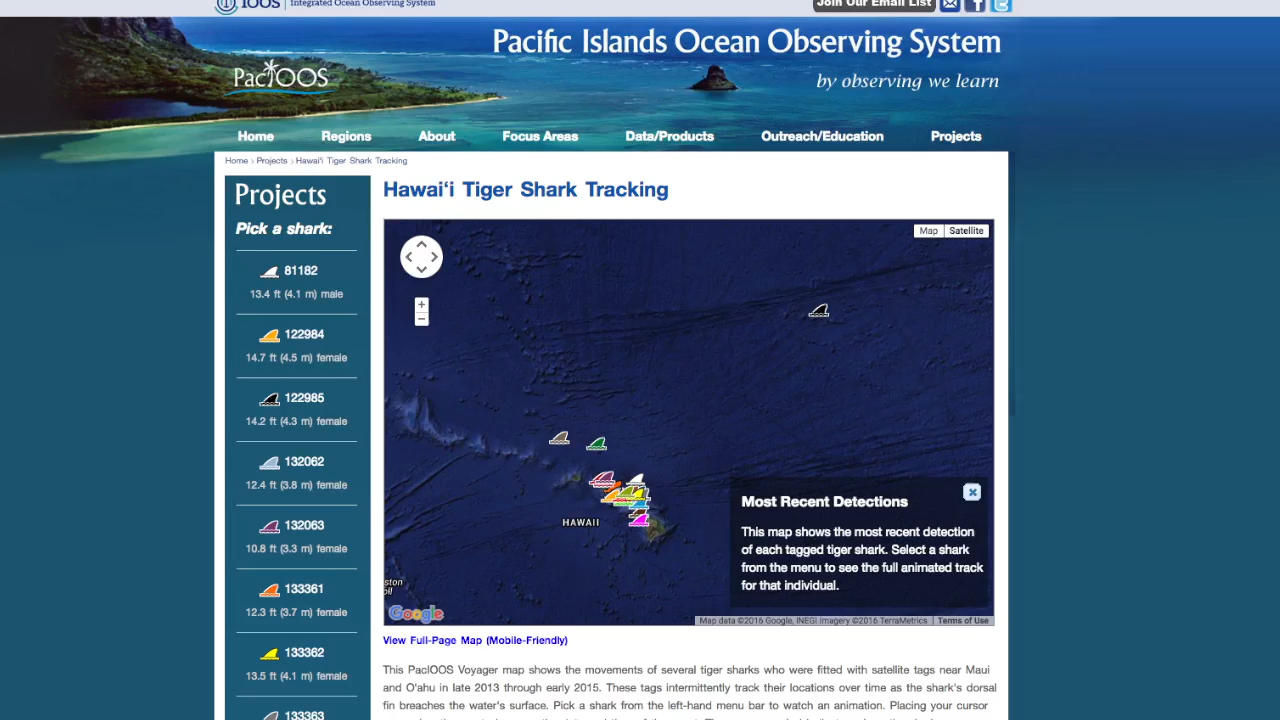 IOOS Integrated Ocean Observing System
Join Our Email List
Pacific Islands Ocean Observing System
PacIOOS
by observing we learn
Home Regions About Focus Areas Data/Products Outreach/Education Projects
Home › Projects › Hawaiʻi Tiger Shark Tracking
Projects
Pick a shark:
81182
13.4 ft (4.1 m) male
122984
14.7 ft (4.5 m) female
122985
14.2 ft (4.3 m) female
132062
12.4 ft (3.8 m) female
132063
10.8 ft (3.3 m) female
133361
12.3 ft (3.7 m) female
133362
13.5 ft (4.1 m) female
133363
Hawaiʻi Tiger Shark Tracking
Map Satellite
HAWAII
Most Recent Detections
This map shows the most recent detection
of each tagged tiger shark. Select a shark
from the menu to see the full animated track
for that individual.
Google
Map data ©2016 Google, INEGI Imagery ©2016 TerraMetrics Terms of Use
View Full-Page Map (Mobile-Friendly)
This PacIOOS Voyager map shows the movements of several tiger sharks who were fitted with satellite tags near Maui
and O'ahu in late 2013 through early 2015. These tags intermittently track their locations over time as the shark's dorsal
fin breaches the water's surface. Pick a shark from the left-hand menu bar to watch an animation. Placing your cursor